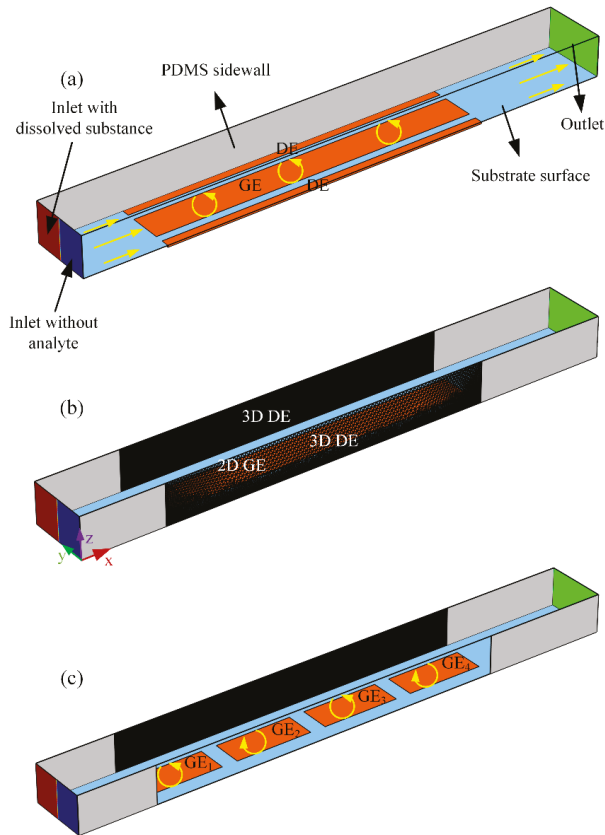 (a)
PDMS sidewall
Inlet with
dissolved substance
DE
GE
DE
Outlet
Substrate surface
Inlet without
analyte
(b)
3D DE
3D DE
2D GE
z
y
x
(c)
GE4
GE3
GE2
GE1